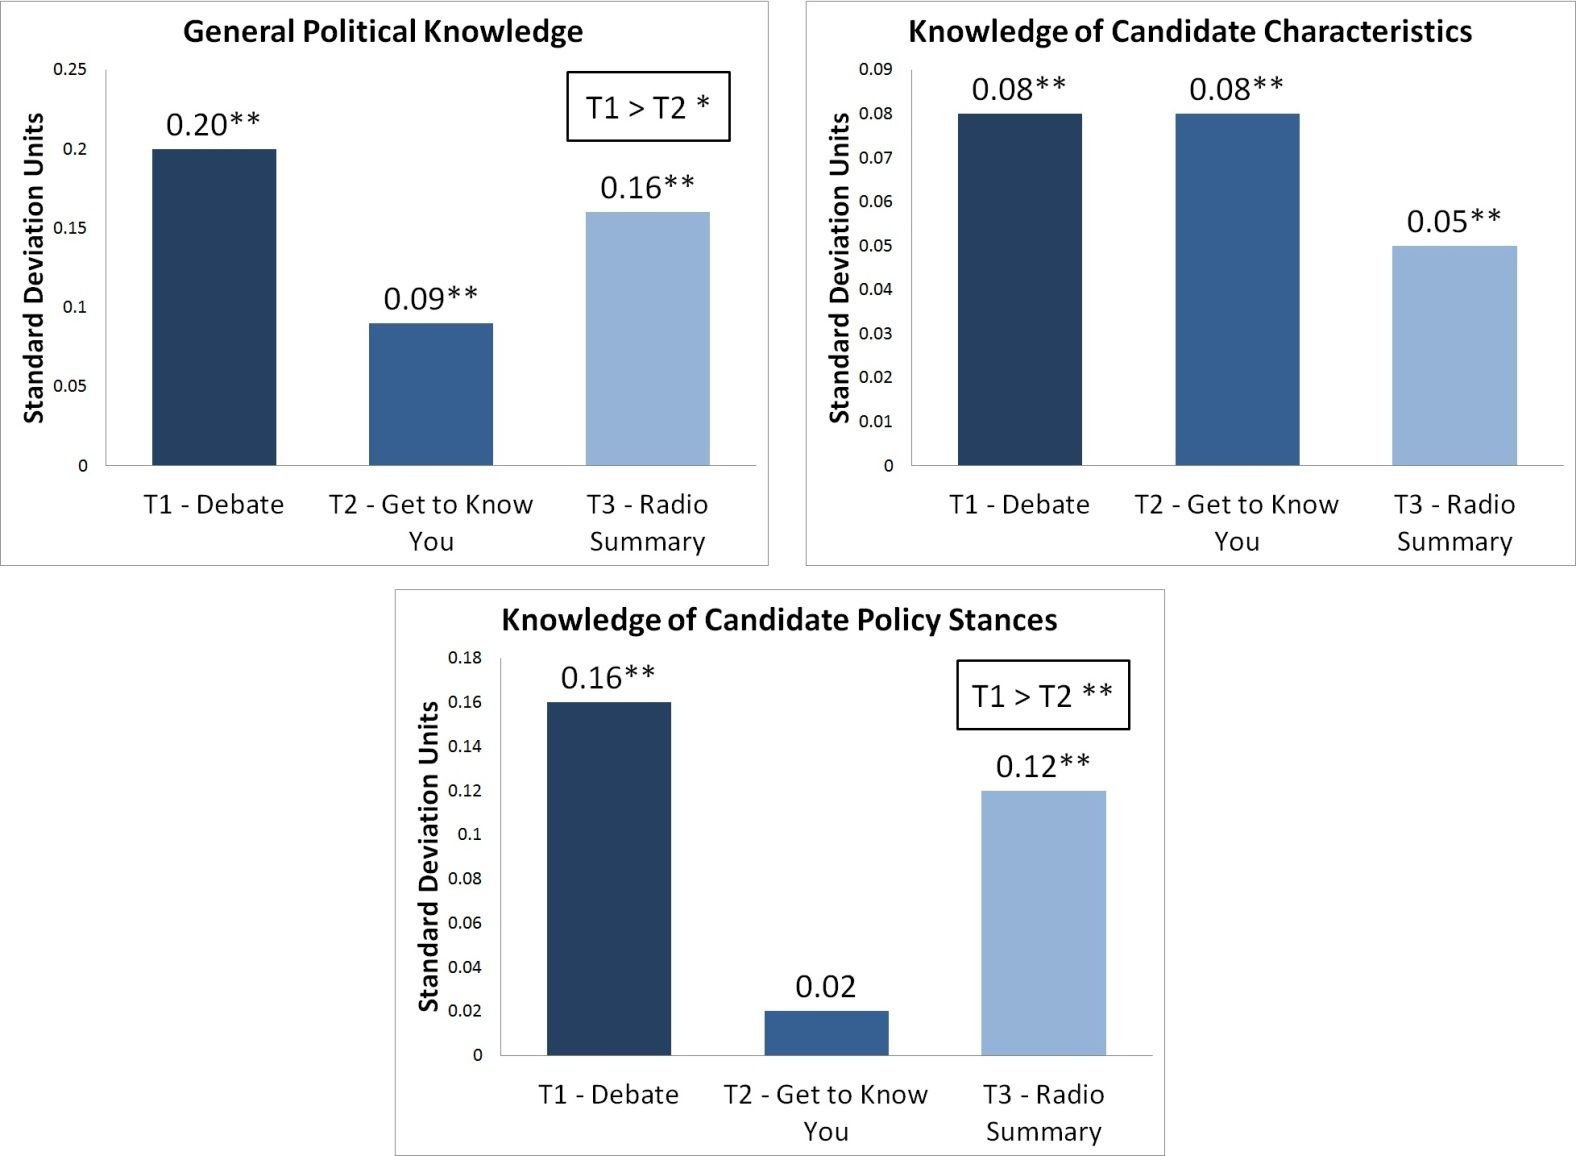 General Political Knowledge
Standard Deviation Units
0.25
0.2
0.15
0.1
0.05
0
0.20**
0.09**
0.16**
T1 > T2 *
T1 - Debate
T2 - Get to Know
You
T3 - Radio
Summary
Knowledge of Candidate Characteristics
Standard Deviation Units
0.09
0.08
0.07
0.06
0.05
0.04
0.03
0.02
0.01
0
0.08**
0.08**
0.05**
T1 - Debate
T2 - Get to Know
You
T3 - Radio
Summary
Knowledge of Candidate Policy Stances
Standard Deviation Units
0.18
0.16
0.14
0.12
0.1
0.08
0.06
0.04
0.02
0
0.16**
0.02
0.12**
T1 > T2 **
T1 - Debate
T2 - Get to Know
You
T3 - Radio
Summary